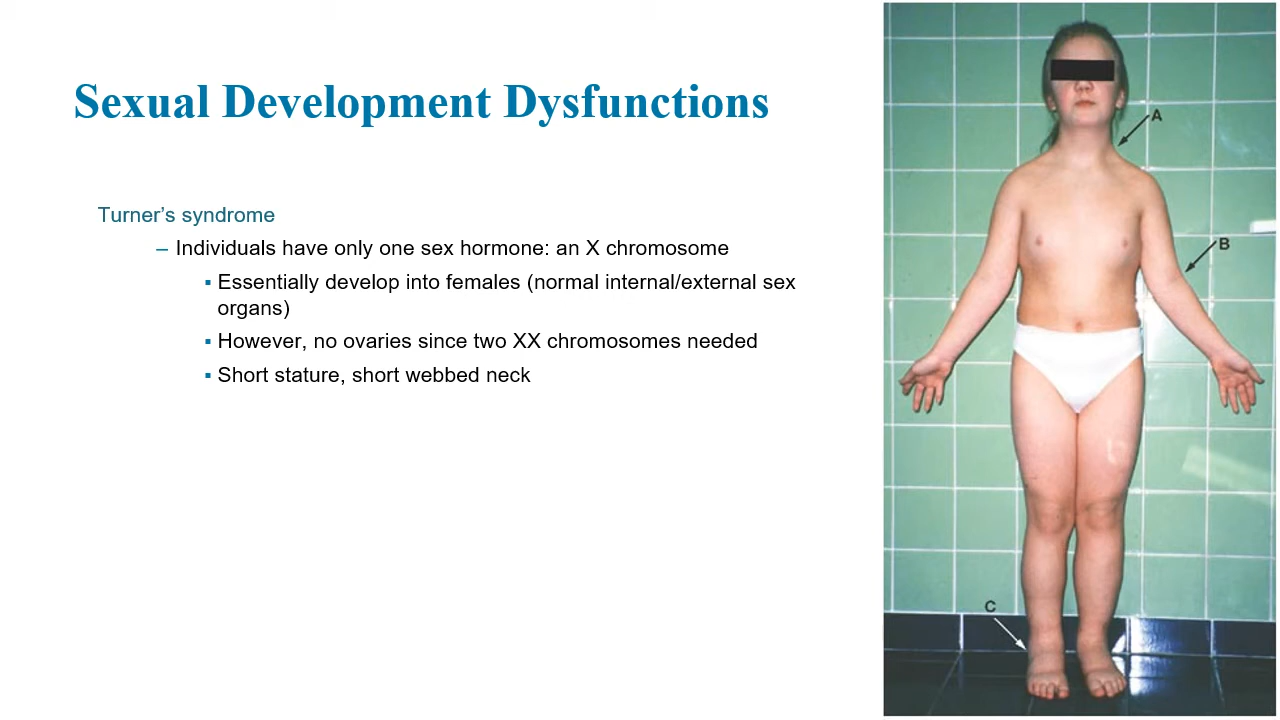 Sexual Development Dysfunctions
Turner’s syndrome
– Individuals have only one sex hormone: an X chromosome
▪ Essentially develop into females (normal internal/external sex
organs)
▪ However, no ovaries since two XX chromosomes needed
▪ Short stature, short webbed neck
A
B
C